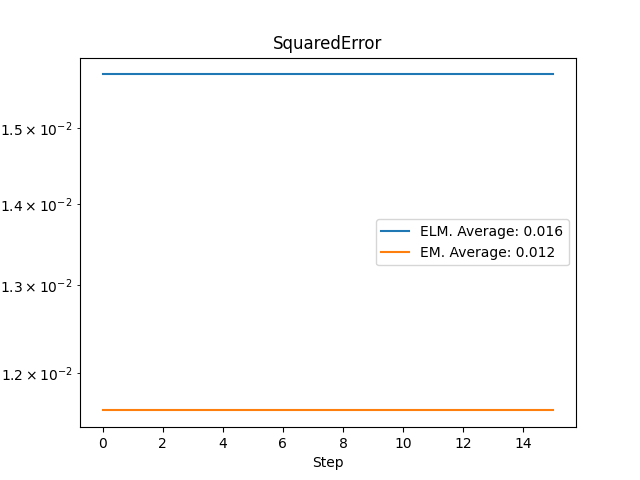 SquaredError
1.5 × 10⁻²
1.4 × 10⁻²
1.3 × 10⁻²
1.2 × 10⁻²
ELM. Average: 0.016
EM. Average: 0.012
0 2 4 6 8 10 12 14
Step